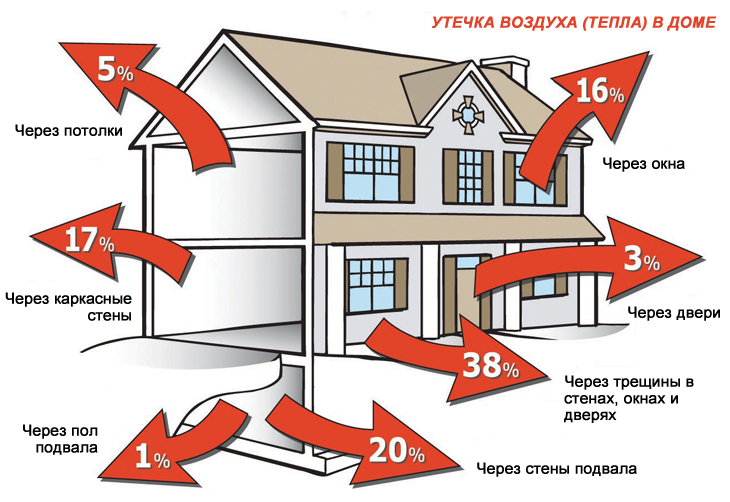 УТЕЧКА ВОЗДУХА (ТЕПЛА) В ДОМЕ
5%
Через потолки
16%
Через окна
17%
Через каркасные
стены
3%
Через двери
38%
Через трещины в
стенах, окнах и
дверях
Через пол
подвала
1%
20%
Через стены подвала